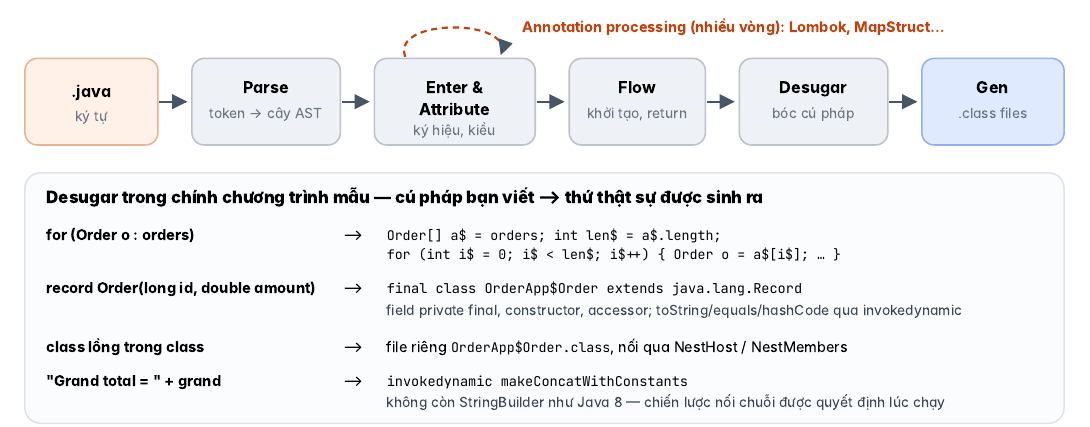 Annotation processing (nhiều vòng): Lombok, MapStruct...
.java
ký tự
Parse
token → cây AST
Enter &
Attribute
ký hiệu, kiểu
Flow
khởi tạo, return
Desugar
bóc cú pháp
Gen
.class files
Desugar trong chính chương trình mẫu — cú pháp bạn viết → thứ thật sự được sinh ra
for (Order o : orders) → Order[] a$ = orders; int len$ = a$.length;
for (int i$ = 0; i$ < len$; i$++) { Order o = a$[i$]; … }
record Order(long id, double amount) → final class OrderApp$Order extends java.lang.Record
field private final, constructor, accessor; toString/equals/hashCode qua invokedynamic
class lồng trong class → file riêng OrderApp$Order.class, nối qua NestHost / NestMembers
"Grand total = " + grand → invokedynamic makeConcatWithConstants
không còn StringBuilder như Java 8 — chiến lược nối chuỗi được quyết định lúc chạy